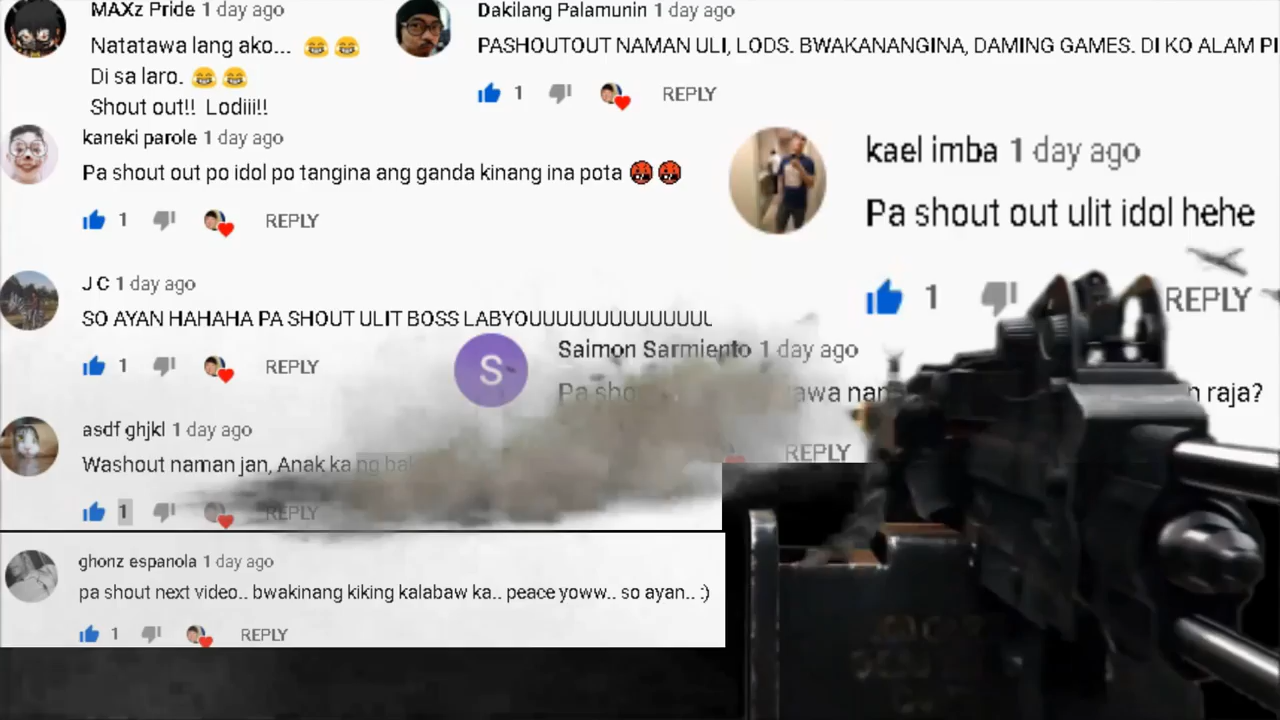 MAXz Pride 1 day ago
Natatawa lang ako... 😂 😂
Di sa laro. 😂 😂
Shout out!! Lodiii!!
Dakilang Palamunin 1 day ago
PASHOUTOUT NAMAN ULI, LODS. BWAKANANGINA, DAMING GAMES. DI KO ALAM
1 REPLY
kaneki parole 1 day ago
Pa shout out po idol po tangina ang ganda kinang ina pota 🤬 🤬
1 REPLY
kael imba 1 day ago
Pa shout out ulit idol hehe
1 REPLY
J C 1 day ago
SO AYAN HAHAHA PA SHOUT ULIT BOSS LABYOUUUUUUUUUUUUUUU
1 REPLY
S
Saimon Sarmiento 1 day ago
Pa raja?
REPLY
asdf ghjkl 1 day ago
Washout naman jan, Anak ka ng
1 REPLY
ghonz espanola 1 day ago
pa shout next video.. bwakinang kiking kalabaw ka.. peace yoww.. so ayan.. :)
1 REPLY